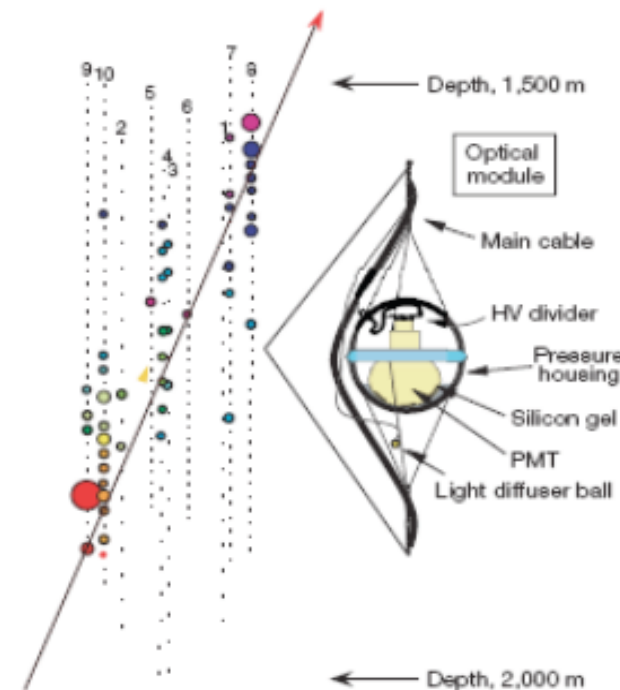 7
8
9 10
5
6
2
1
4
3
Depth, 1,500 m
Optical
module
Main cable
HV divider
Pressure
housing
Silicon gel
PMT
Light diffuser ball
Depth, 2,000 m